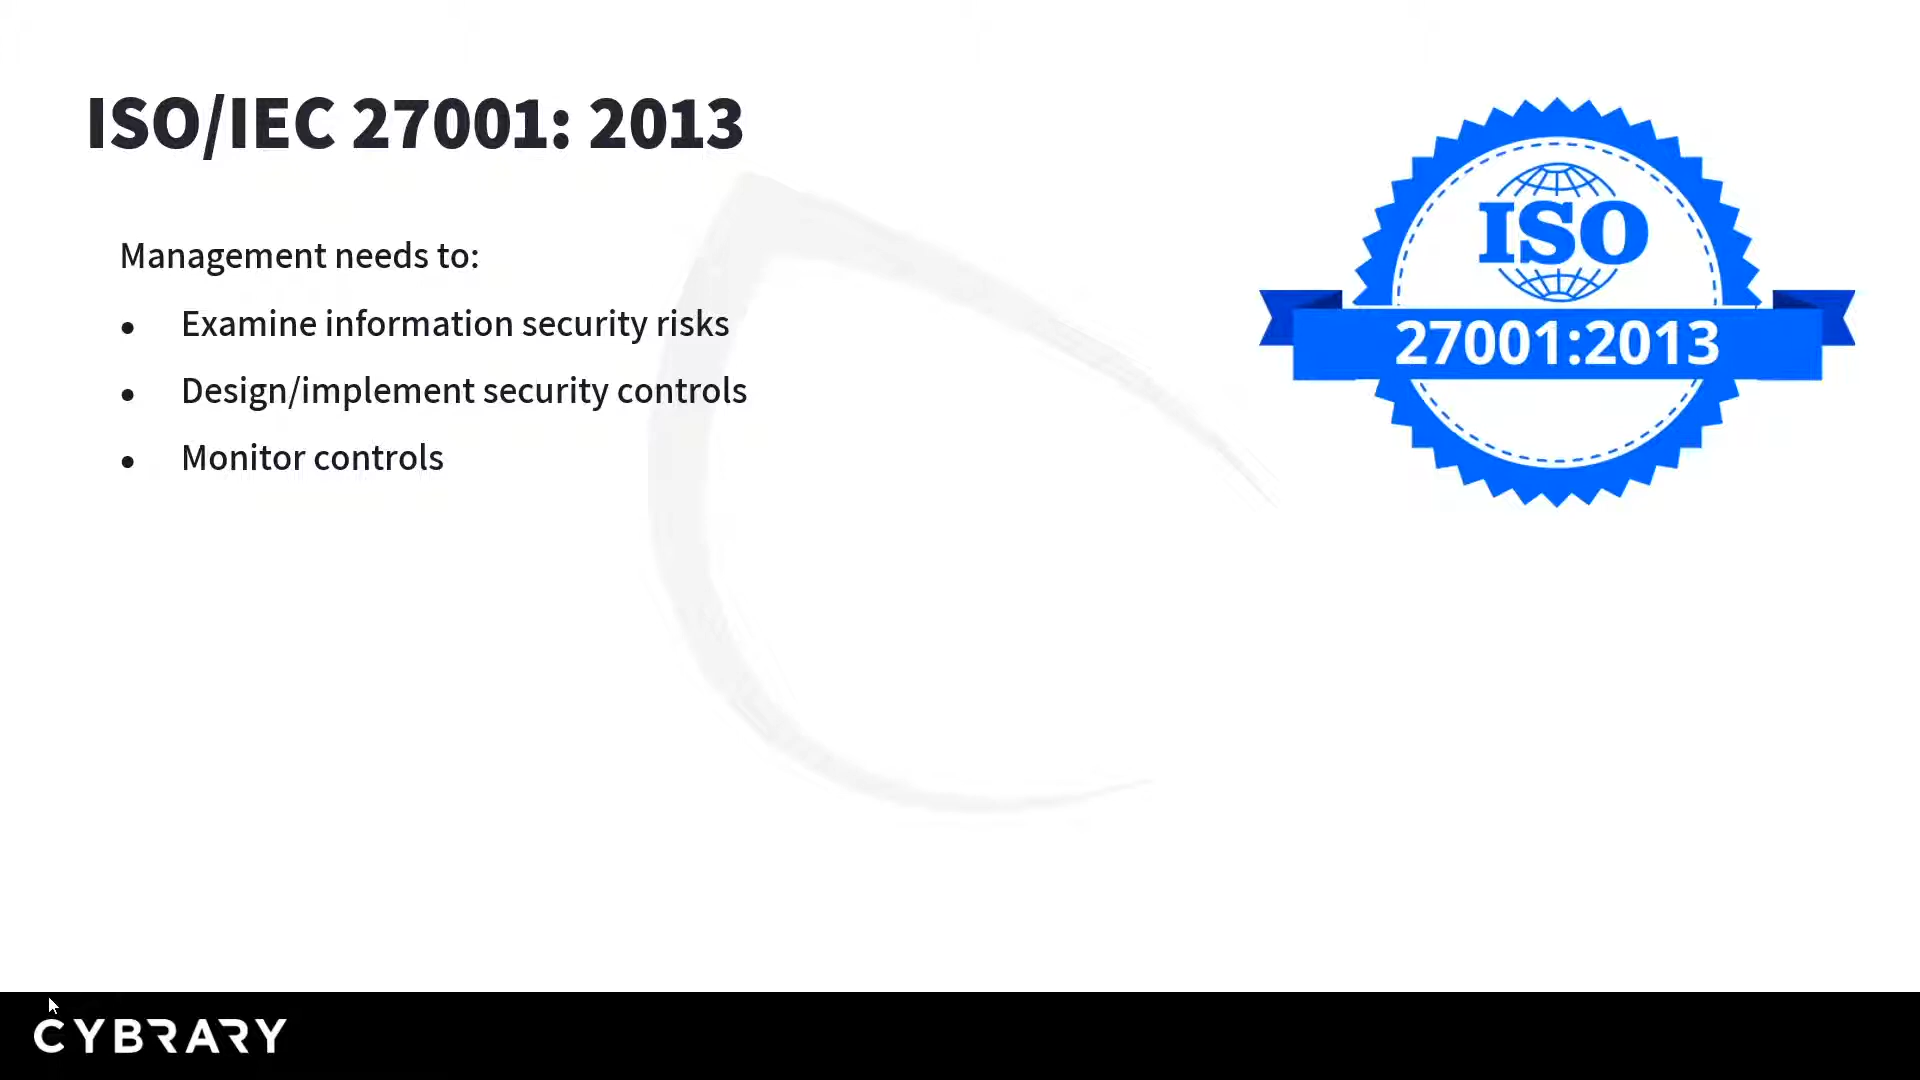 ISO/IEC 27001: 2013
Management needs to:
● Examine information security risks
● Design/implement security controls
● Monitor controls
ISO
27001:2013
CYBRARY